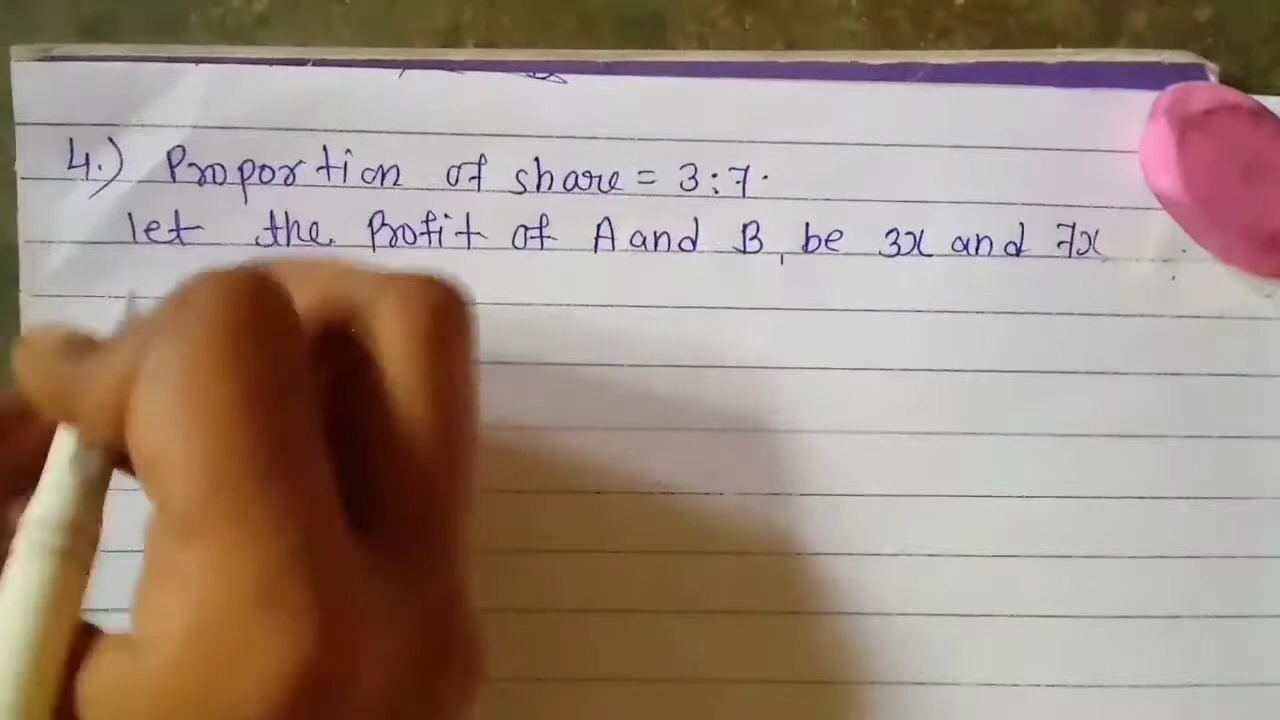 4.) Proportion of share = 3:7.
let the Profit of A and B, be 3x and 7x